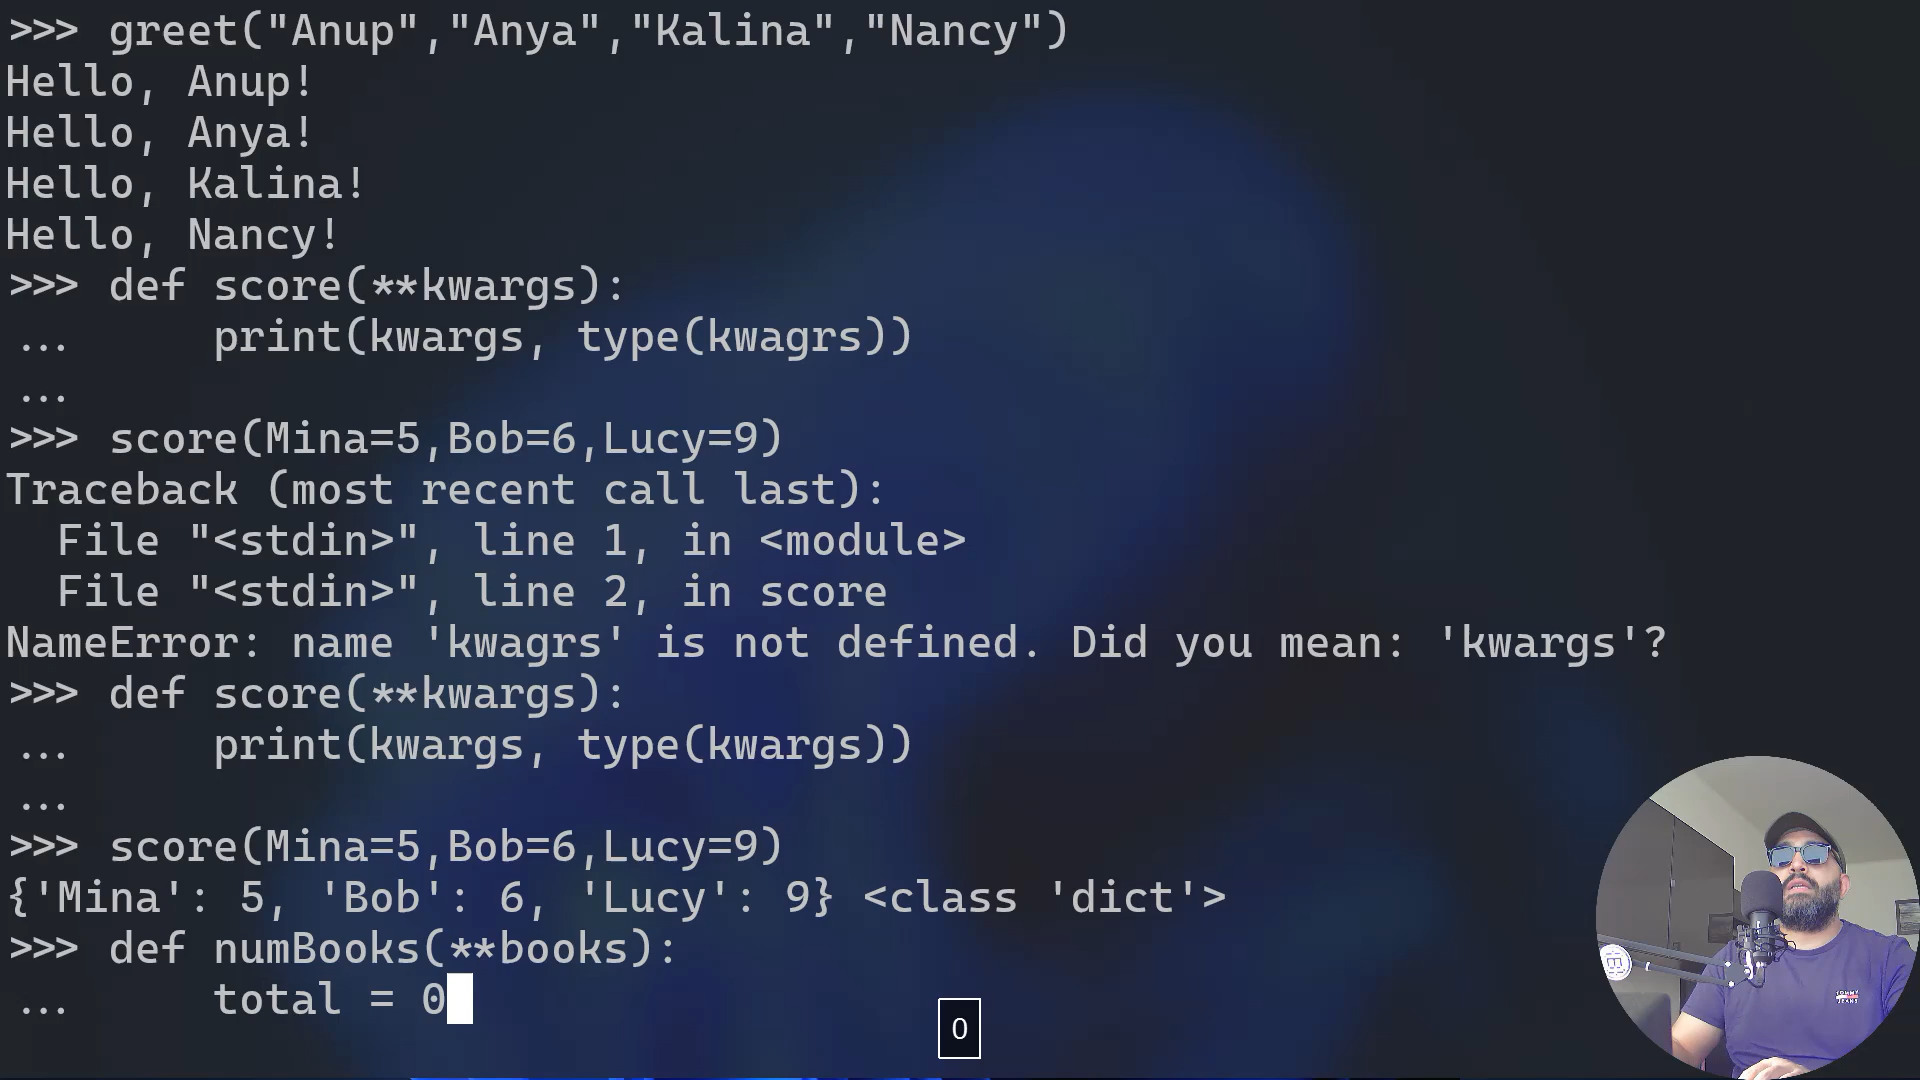 >>> greet("Anup","Anya","Kalina","Nancy")
Hello, Anup!
Hello, Anya!
Hello, Kalina!
Hello, Nancy!
>>> def score(**kwargs):
...     print(kwargs, type(kwagrs))
...
>>> score(Mina=5,Bob=6,Lucy=9)
Traceback (most recent call last):
  File "<stdin>", line 1, in <module>
  File "<stdin>", line 2, in score
NameError: name 'kwagrs' is not defined. Did you mean: 'kwargs'?
>>> def score(**kwargs):
...     print(kwargs, type(kwargs))
...
>>> score(Mina=5,Bob=6,Lucy=9)
{'Mina': 5, 'Bob': 6, 'Lucy': 9} <class 'dict'>
>>> def numBooks(**books):
...     total = 0
0
TOMMY
JEANS